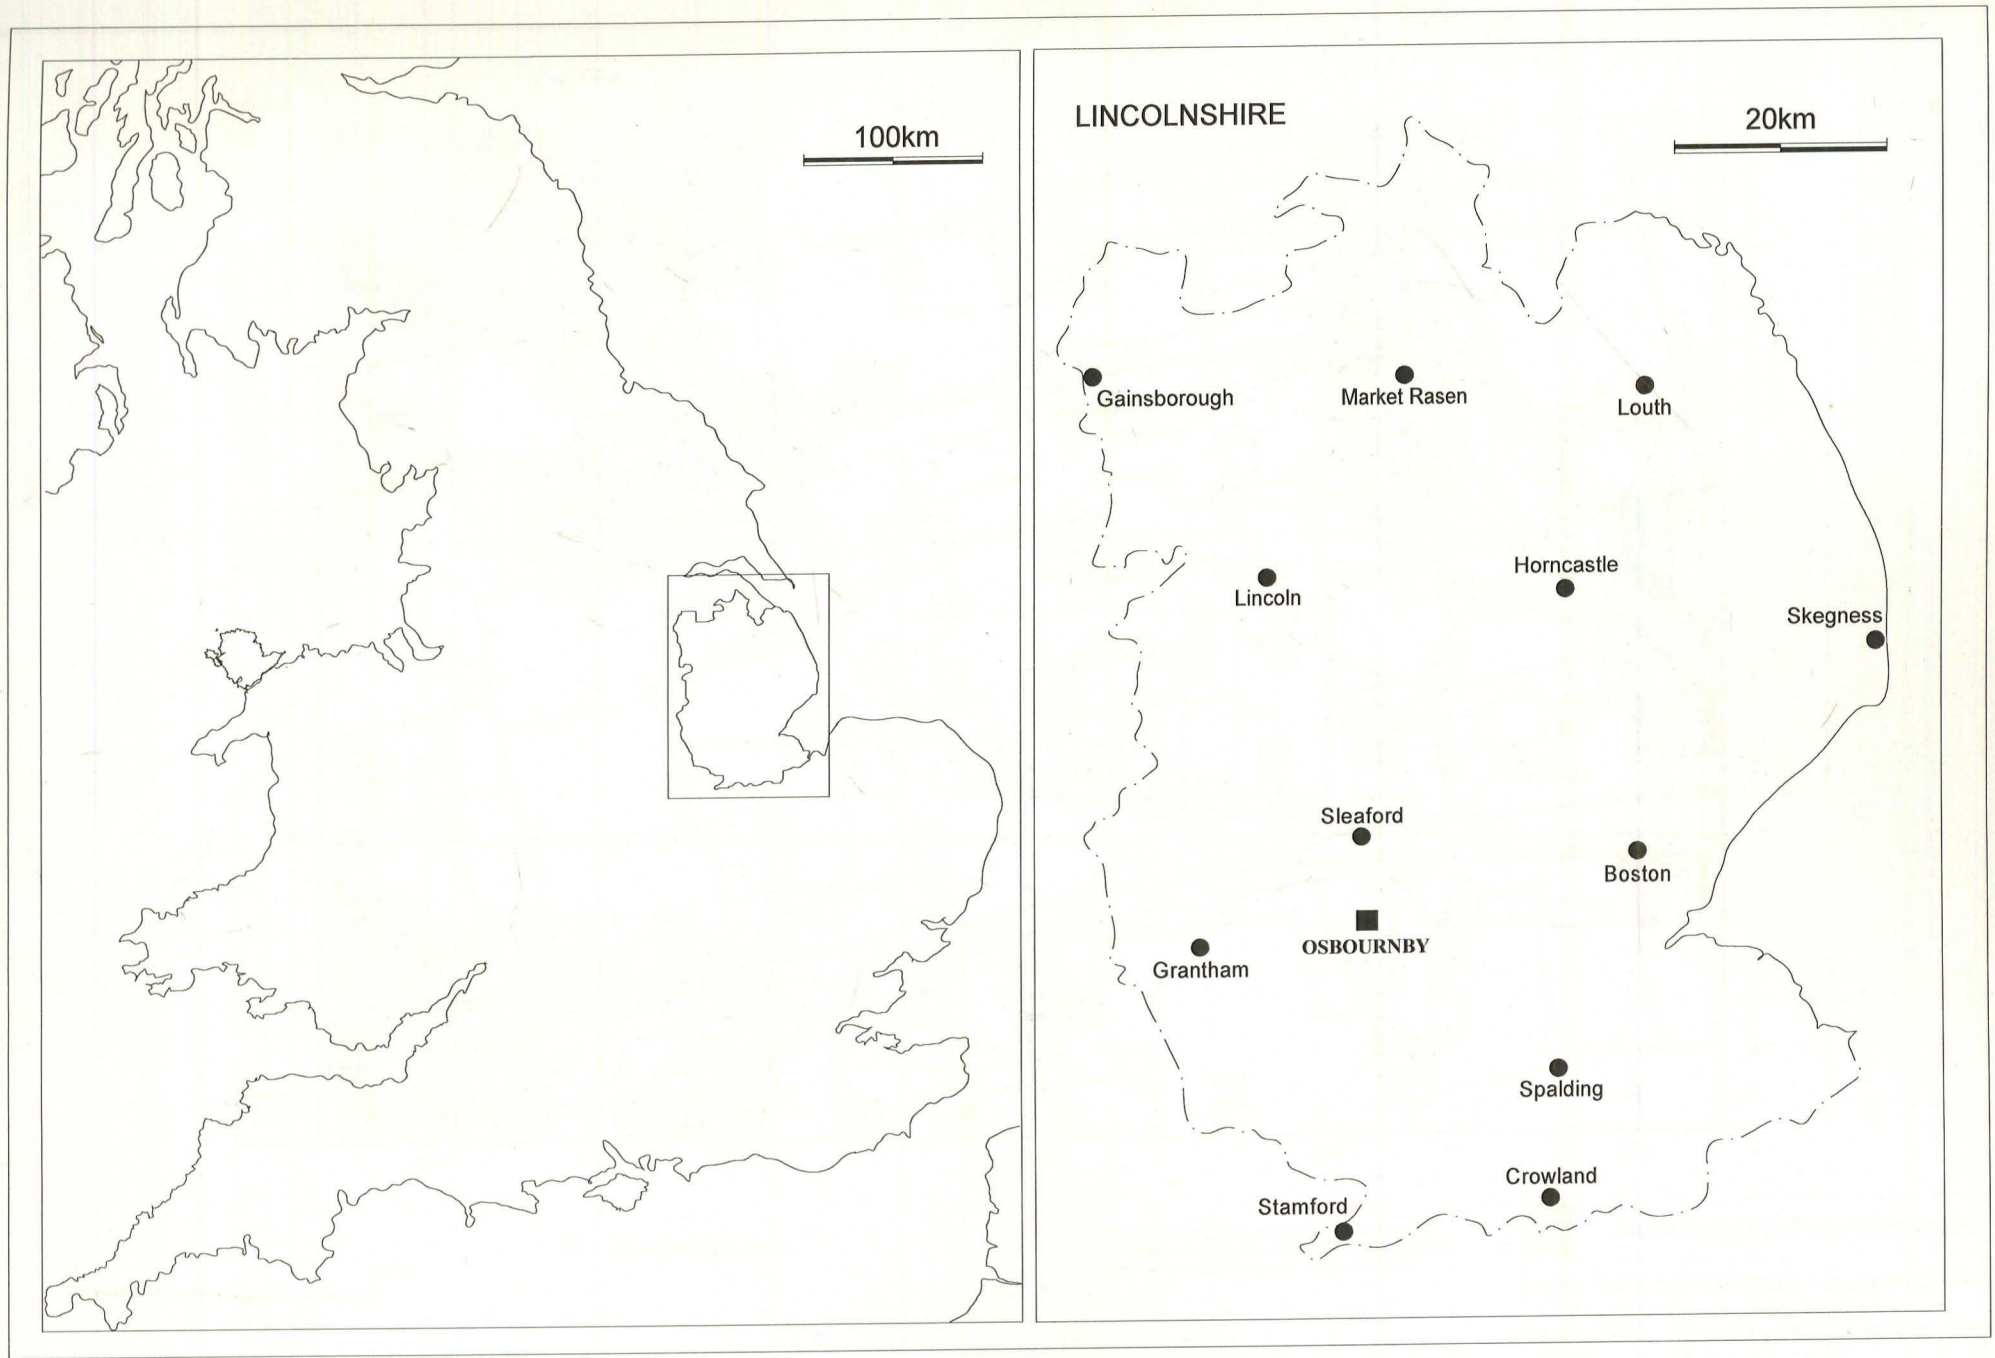 100km
LINCOLNSHIRE
20km
Gainsborough
Market Rasen
Louth
Lincoln
Horncastle
Skegness
Sleaford
Boston
OSBOURNBY
Grantham
Spalding
Crowland
Stamford